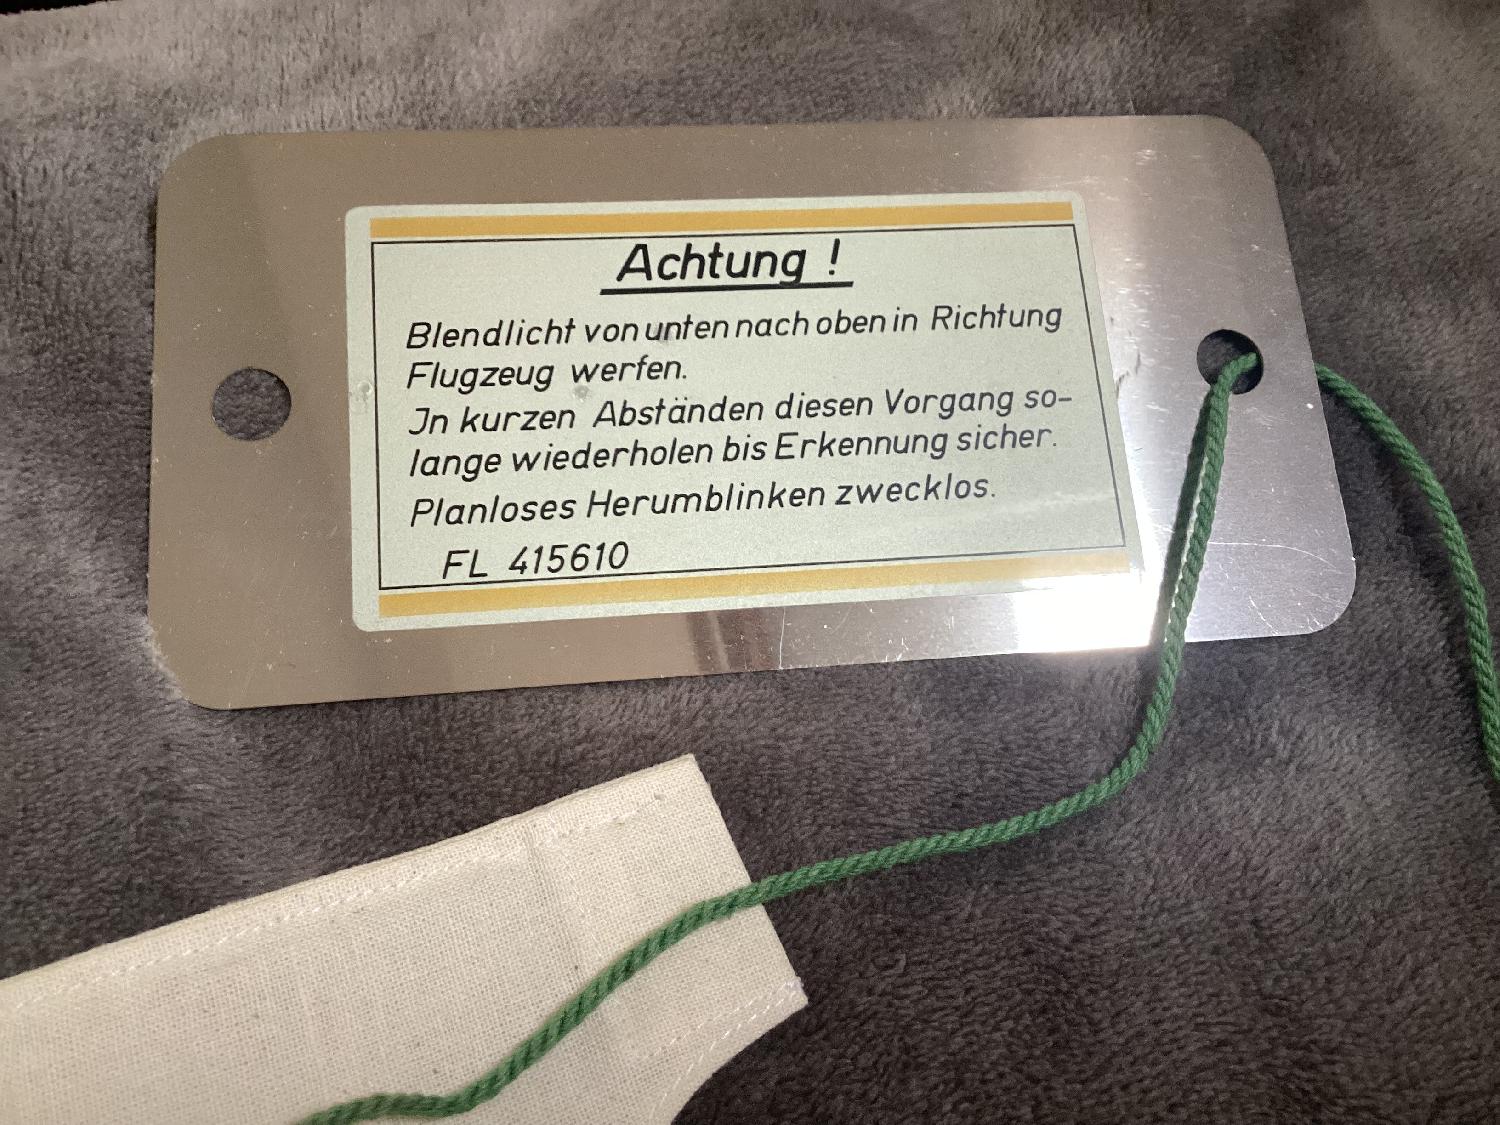 Achtung !
Blendlicht von unten nach oben in Richtung
Flugzeug werfen.
Jn kurzen Abständen diesen Vorgang so-
lange wiederholen bis Erkennung sicher.
Planloses Herumblinken zwecklos.
FL 415610